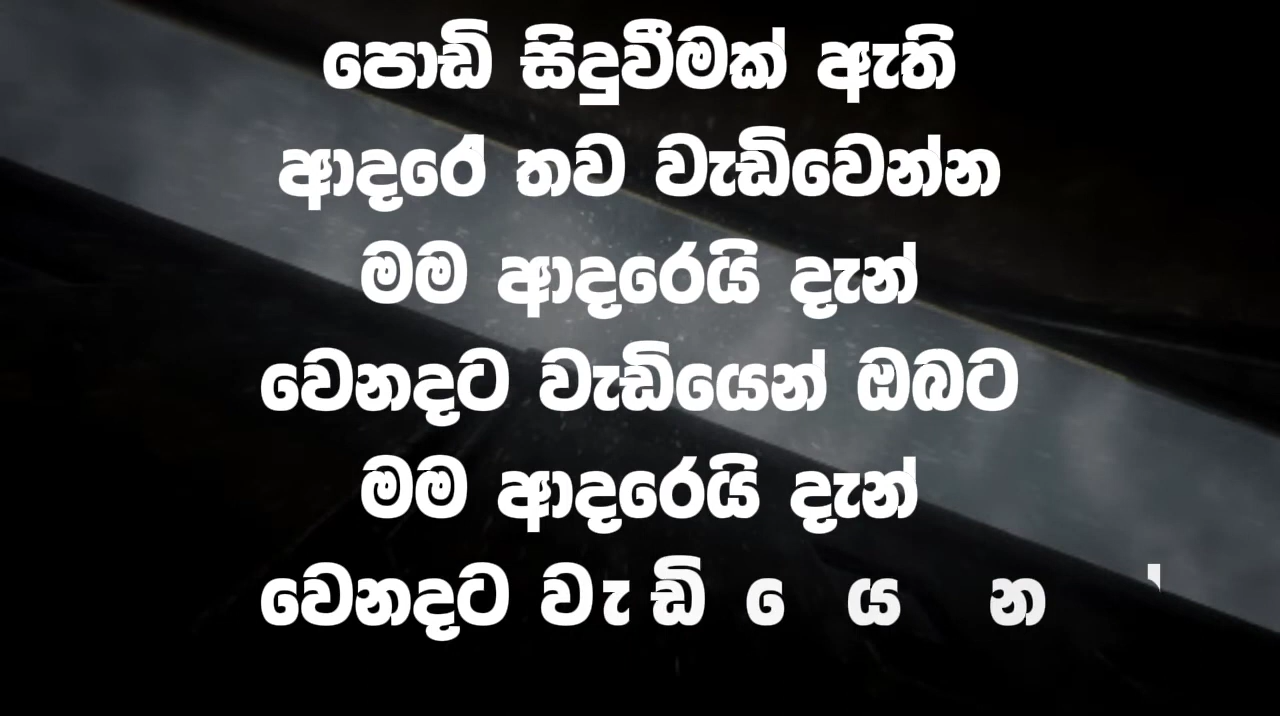 පොඩි සිදුවීමක් ඇති
ආදරේ තව වැඩිවෙන්න
මම ආදරෙයි දැන්
වෙනදට වැඩියෙන් ඔබට
මම ආදරෙයි දැන්
වෙනදට වැඩියෙන්